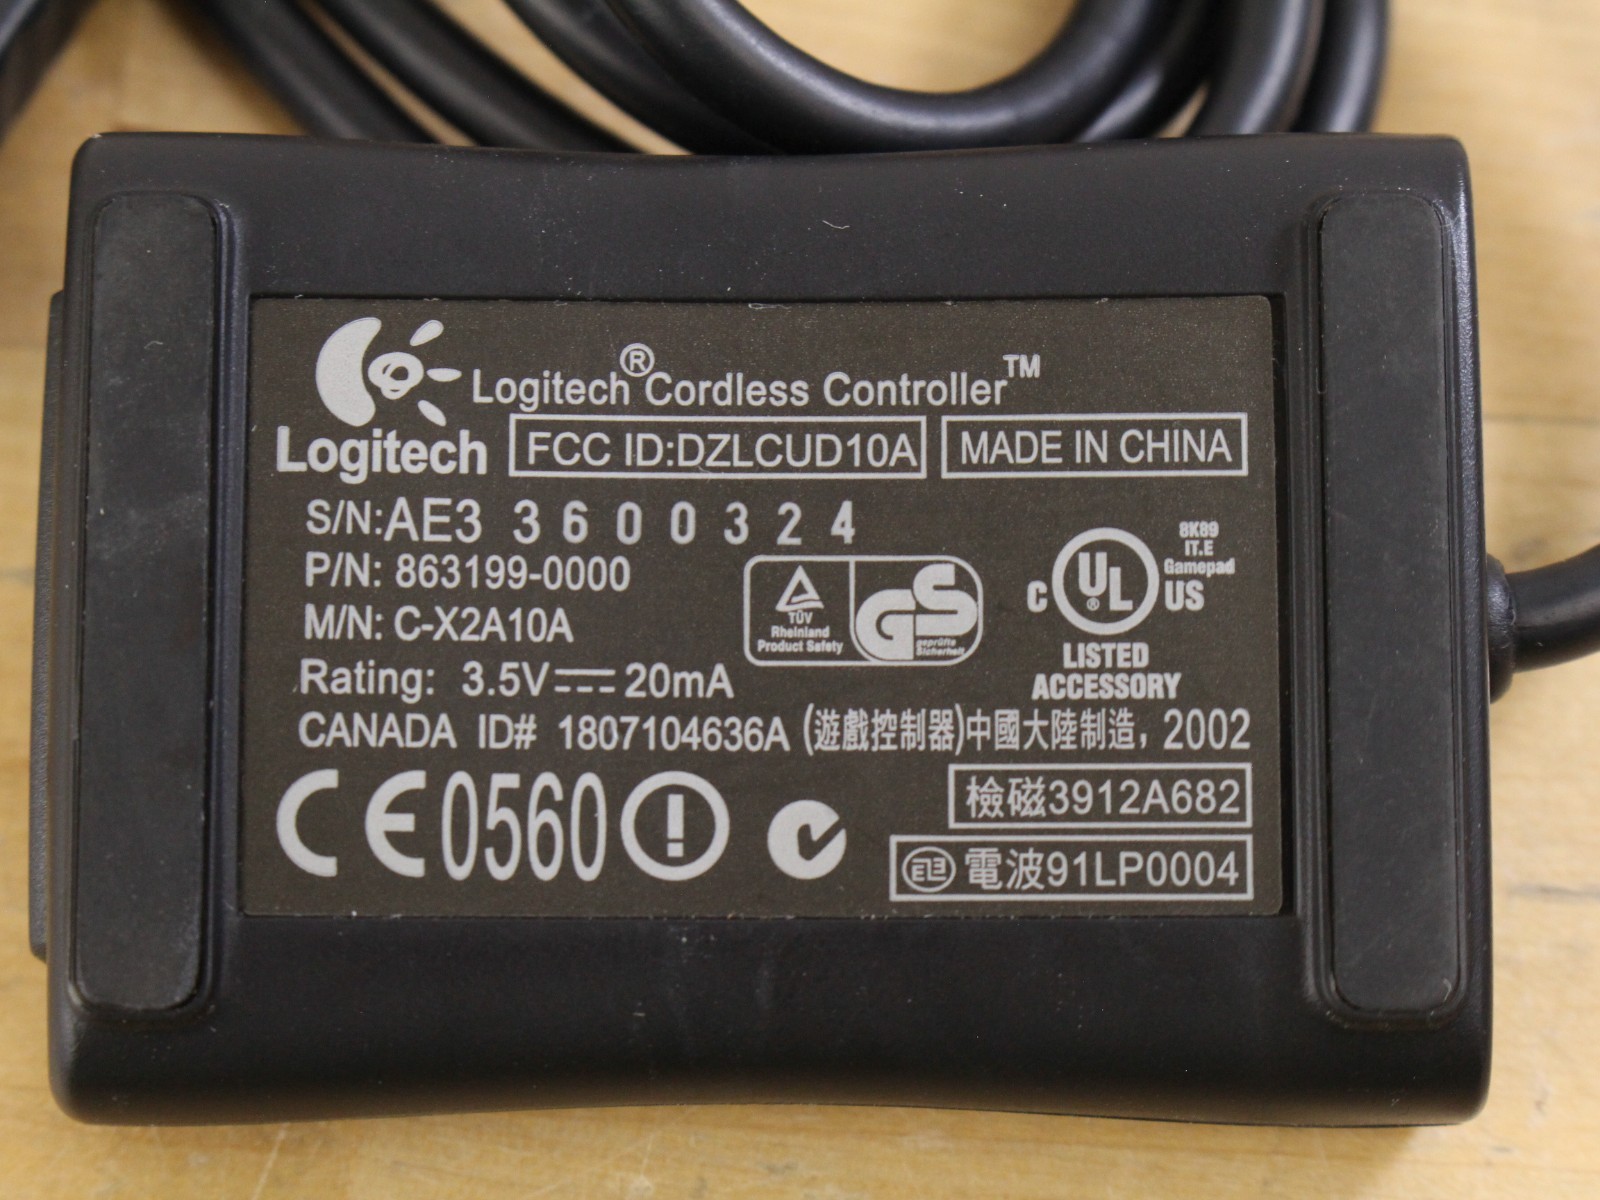 Logitech® Cordless Controller™
Logitech
FCC ID:DZLCUD10A
MADE IN CHINA
S/N:AE3 3600324
P/N: 863199-0000
M/N: C-X2A10A
TÜV
Rheinland
Product Safety
GS
geprüfte
Sicherheit
C UL® US
8K89
IT.E
Gamepad
LISTED
ACCESSORY
Rating: 3.5V⎓20mA
CANADA ID# 1807104636A (遊戲控制器)中國大陸制造, 2002
CE0560
檢磁3912A682
電波91LP0004